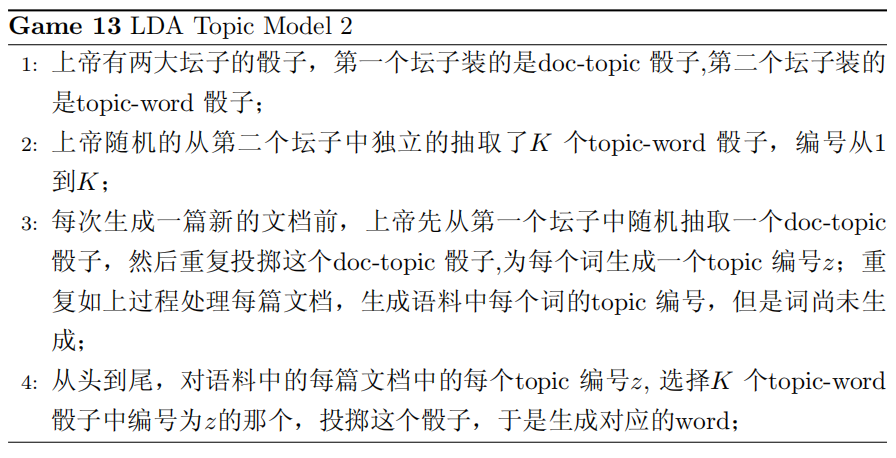 Game 13 LDA Topic Model 2
1: 上帝有两大坛子的骰子，第一个坛子装的是doc-topic 骰子,第二个坛子装的
是topic-word 骰子；
2: 上帝随机的从第二个坛子中独立的抽取了K 个topic-word 骰子，编号从1
到K；
3: 每次生成一篇新的文档前，上帝先从第一个坛子中随机抽取一个doc-topic
骰子，然后重复投掷这个doc-topic 骰子,为每个词生成一个topic 编号z；重
复如上过程处理每篇文档，生成语料中每个词的topic 编号，但是词尚未生
成；
4: 从头到尾，对语料中的每篇文档中的每个topic 编号z, 选择K 个topic-word
骰子中编号为z的那个，投掷这个骰子，于是生成对应的word；